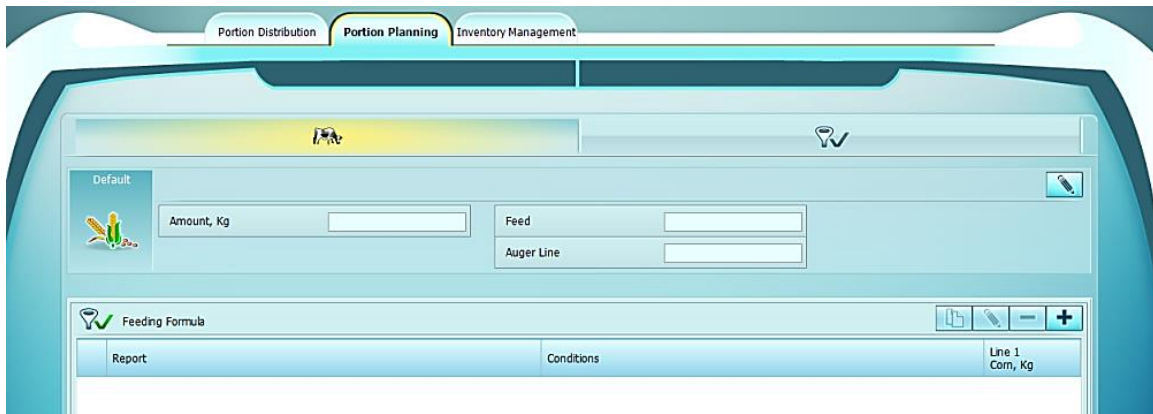 Portion Distribution Portion Planning Inventory Management
Default
Amount, Kg Feed
Auger Line
Feeding Formula
Report Conditions Line 1
Corn, Kg